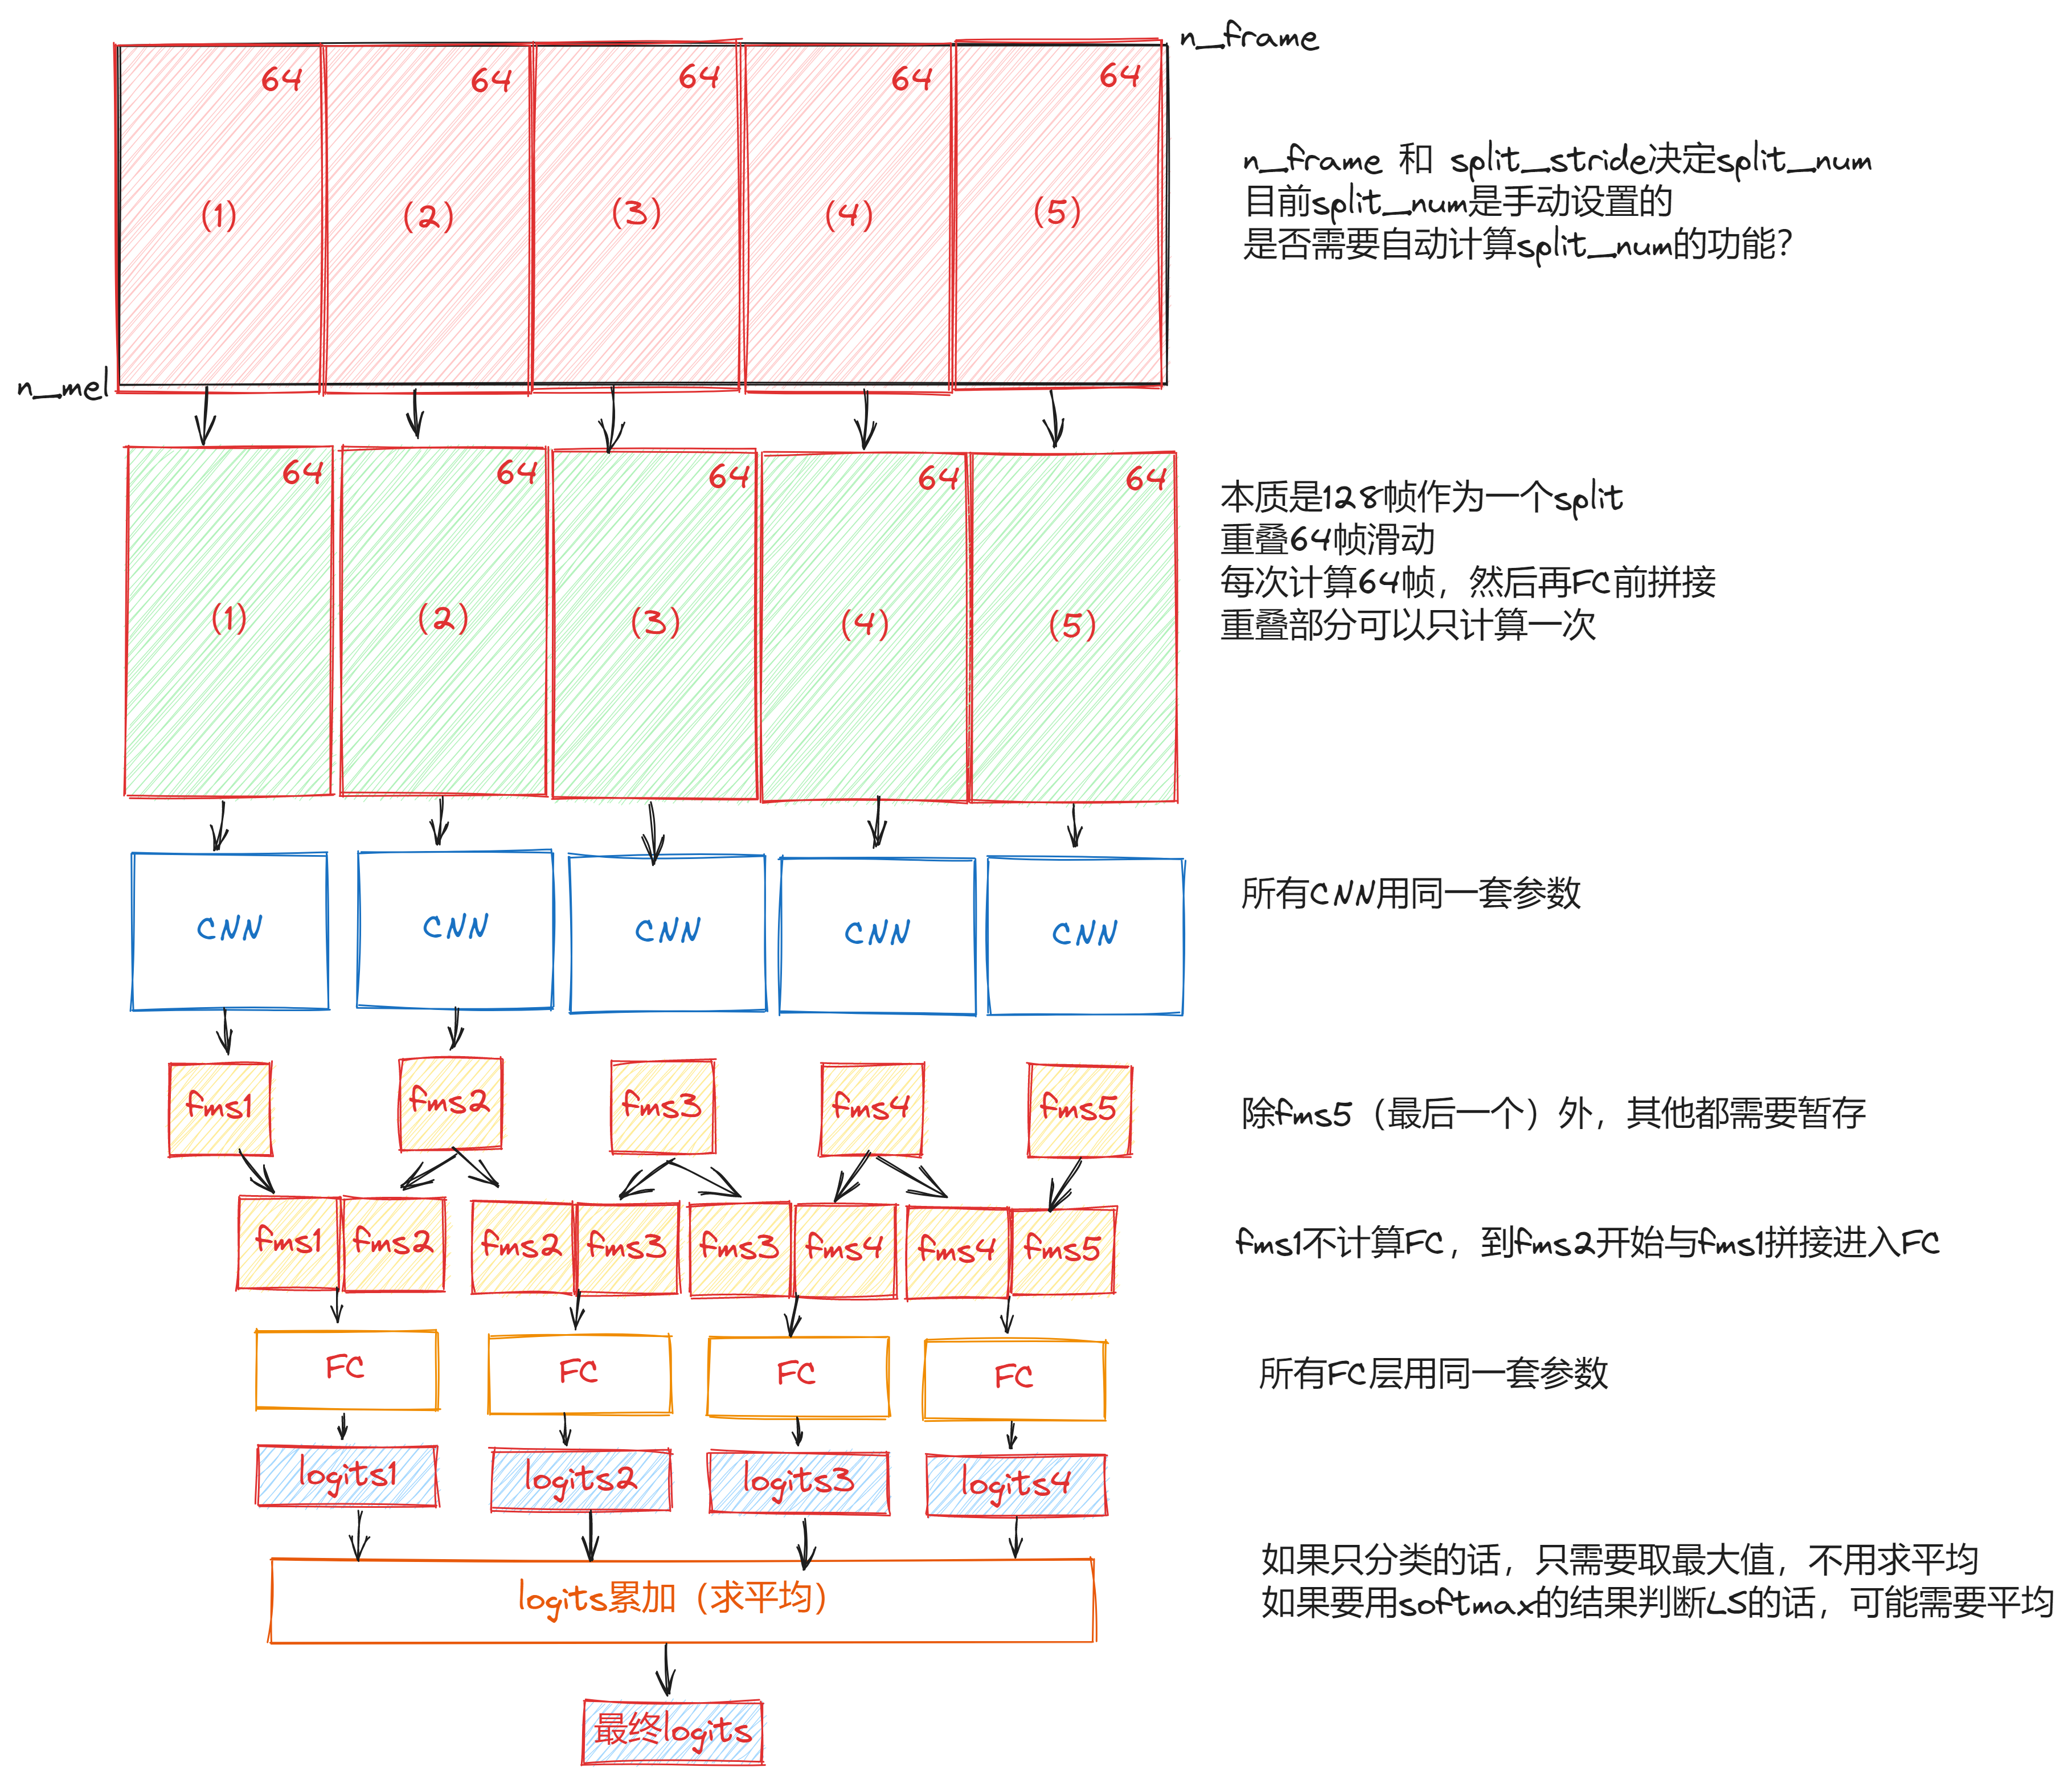 n_frame
64
64
64
64
64
(1)
(2)
(3)
(4)
(5)
n_frame 和 split_stride决定split_num
目前split_num是手动设置的
是否需要自动计算split_num的功能?
n_mel
64
64
64
64
64
(1)
(2)
(3)
(4)
(5)
本质是128帧作为一个split
重叠64帧滑动
每次计算64帧，然后再FC前拼接
重叠部分可以只计算一次
CNN
CNN
CNN
CNN
CNN
所有CNN用同一套参数
fms1
fms2
fms3
fms4
fms5
除fms5（最后一个）外，其他都需要暂存
fms1
fms2
fms2
fms3
fms3
fms4
fms4
fms5
fms1不计算FC，到fms2开始与fms1拼接进入FC
FC
FC
FC
FC
所有FC层用同一套参数
logits1
logits2
logits3
logits4
logits累加（求平均）
如果只分类的话，只需要取最大值，不用求平均
如果要用softmax的结果判断LS的话，可能需要平均
最终logits